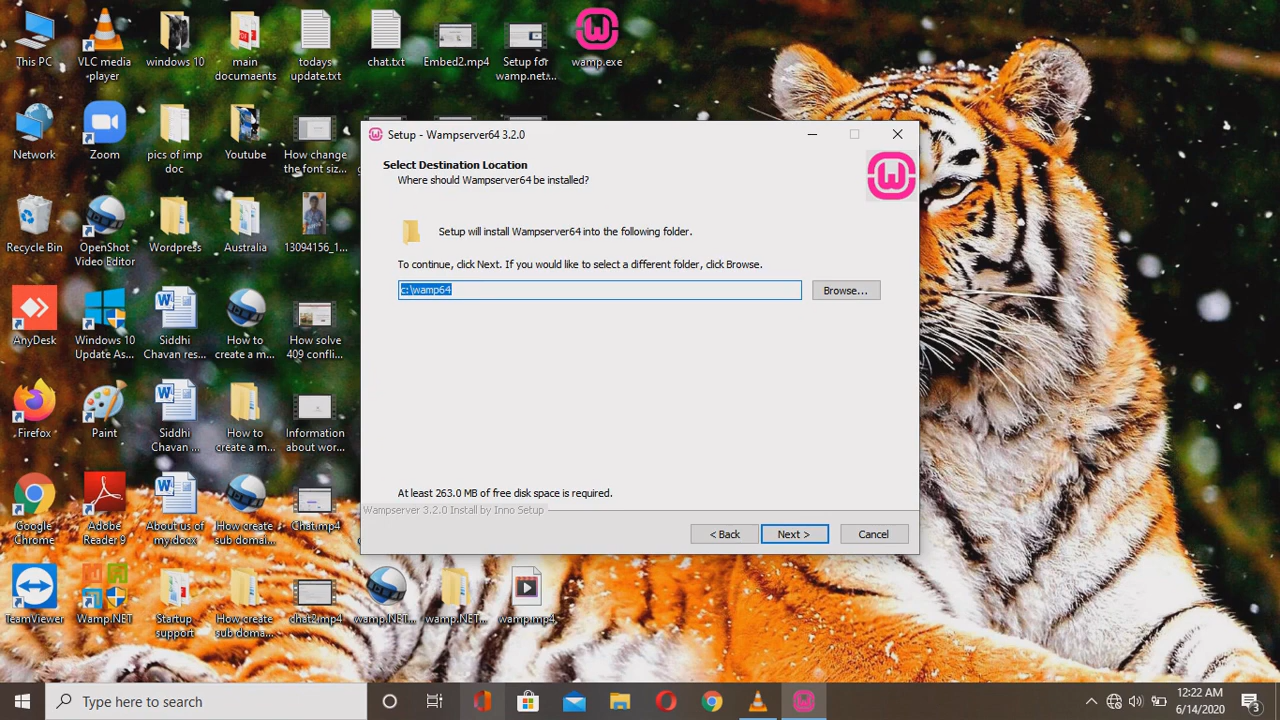 This PC
VLC media
player
windows 10
main
documaents
todays
update.txt
chat.txt
Embed2.mp4
Setup for
wamp.net...
wamp.exe
Network
Zoom
pics of imp
doc
Youtube
How change
the font siz...
Recycle Bin
OpenShot
Video Editor
Wordpress
Australia
13094156_1...
AnyDesk
Windows 10
Update As...
Siddhi
Chavan res...
How to
create a m...
How solve
409 confli...
Firefox
Paint
Siddhi
Chavan ...
How to
create a m...
Information
about wor...
Google
Chrome
Adobe
Reader 9
About us of
my.docx
How create
sub domai...
Chat.mp4
TeamViewer
Wamp.NET
Startup
support
How create
sub doma...
chat2.mp4
wamp.NET...
wamp.NET...
wamp.mp4
Setup - Wampserver64 3.2.0
Select Destination Location
Where should Wampserver64 be installed?
Setup will install Wampserver64 into the following folder.
To continue, click Next. If you would like to select a different folder, click Browse.
c:\wamp64
Browse...
At least 263.0 MB of free disk space is required.
Wampserver 3.2.0 Install by Inno Setup
< Back
Next >
Cancel
Type here to search
12:22 AM
6/14/2020
3